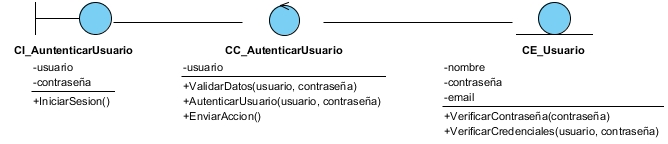 CI_AuntenticarUsuario
-usuario
-contraseña
+IniciarSesion()
CC_AutenticarUsuario
-usuario
+ValidarDatos(usuario, contraseña)
+AutenticarUsuario(usuario, contraseña)
+EnviarAccion()
CE_Usuario
-nombre
-contraseña
-email
+VerificarContraseña(contraseña)
+VerificarCredenciales(usuario, contraseña)